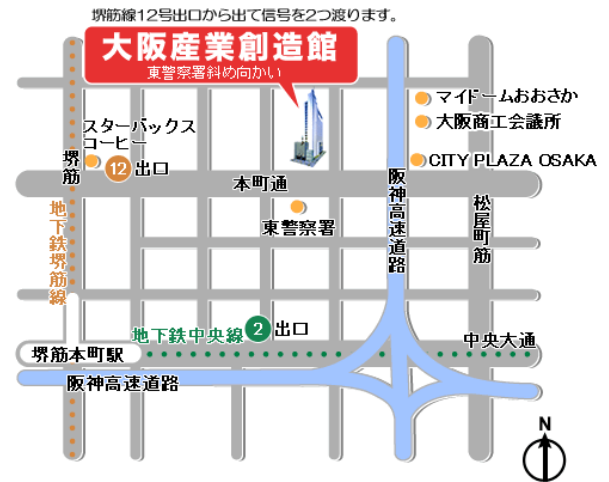 堺筋線12号出口から出て信号を2つ渡ります。
大阪産業創造館
東警察署斜め向かい
マイドームおおさか
大阪商工会議所
スターバックス
コーヒー
堺筋
12 出口
CITY PLAZA OSAKA
本町通
阪神高速道路
松屋町筋
東警察署
地下鉄堺筋線
地下鉄中央線 2 出口
堺筋本町駅
中央大通
阪神高速道路
N